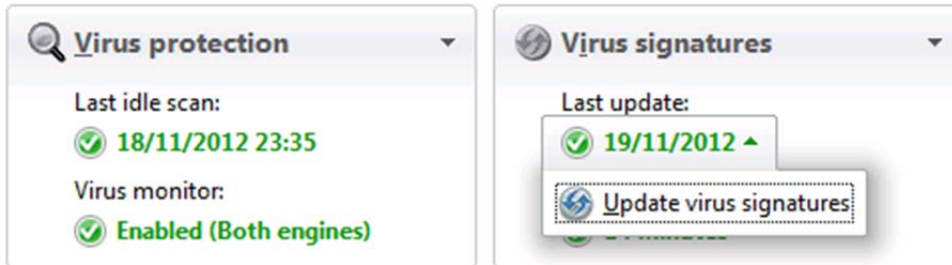 Virus protection
Last idle scan:
18/11/2012 23:35
Virus monitor:
Enabled (Both engines)
Virus signatures
Last update:
19/11/2012
Update virus signatures